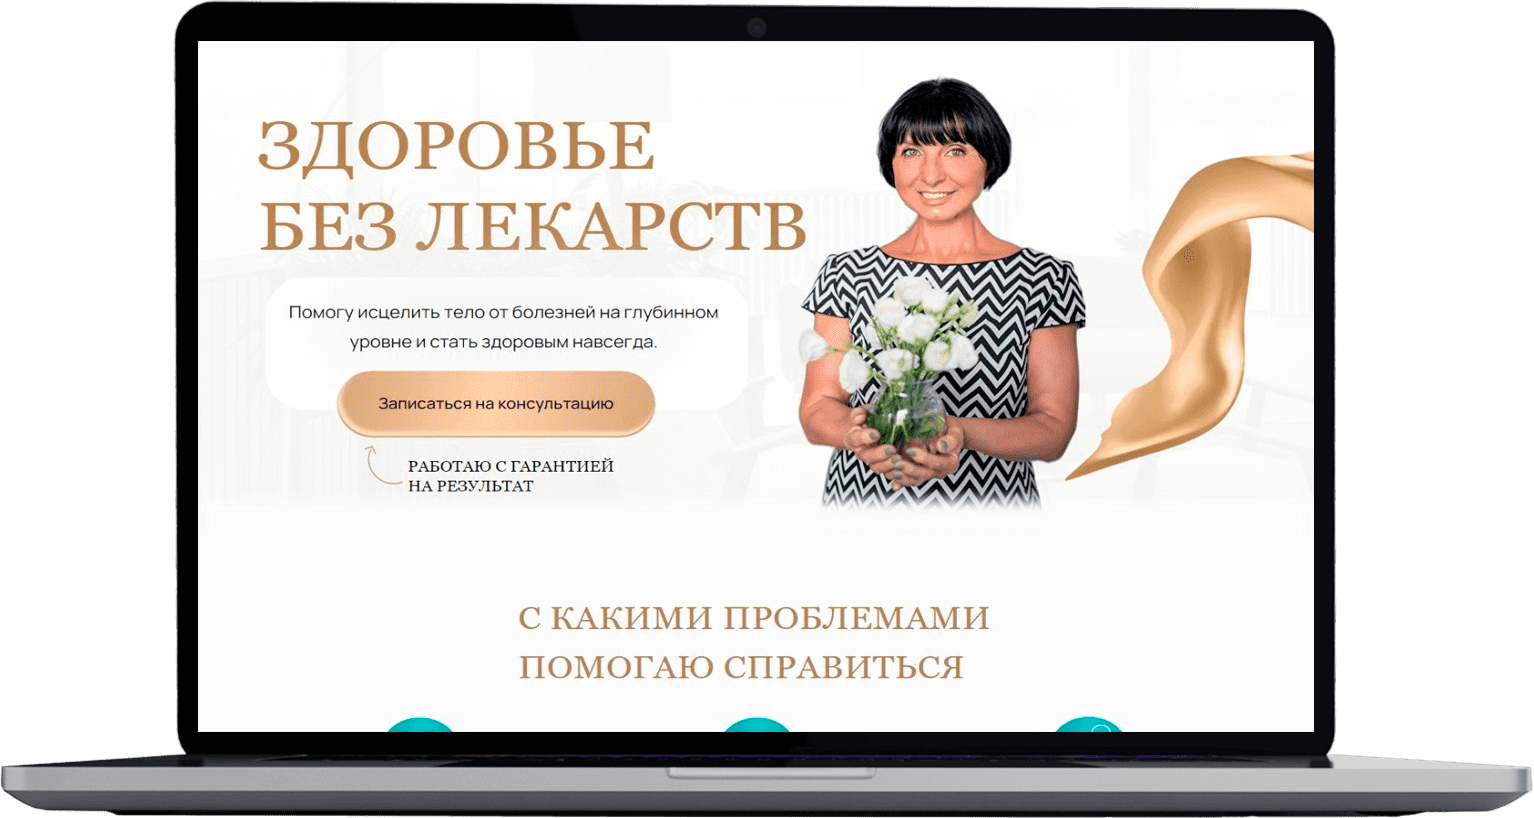 ЗДОРОВЬЕ
БЕЗ ЛЕКАРСТВ
Помогу исцелить тело от болезней на глубинном
уровне и стать здоровым навсегда.
Записаться на консультацию
РАБОТАЮ С ГАРАНТИЕЙ
НА РЕЗУЛЬТАТ
С КАКИМИ ПРОБЛЕМАМИ
ПОМОГАЮ СПРАВИТЬСЯ